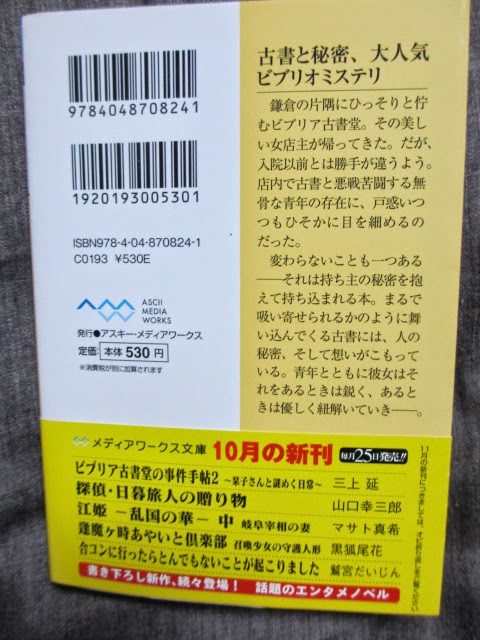 9784048708241
1920193005301
ISBN978-4-04-870824-1
C0193 ¥530E
ASCII
MEDIA
WORKS
発行●アスキー・メディアワークス
定価:本体530円
※消費税が別に加算されます
古書と秘密、大人気
ビブリオミステリ
鎌倉の片隅にひっそりと佇
むビブリア古書堂。その美し
い女店主が帰ってきた。だが、
入院以前とは勝手が違うよう。
店内で古書と悪戦苦闘する無
骨な青年の存在に、戸惑いつ
つもひそかに目を細めるの
だった。
変わらないことも一つある
――それは持ち主の秘密を抱
えて持ち込まれる本。まるで
吸い寄せられるかのように舞
い込んでくる古書には、人の
秘密、そして想いがこもって
いる。青年とともに彼女はそ
れをあるときは鋭く、あると
きは優しく紐解いていき――。
メディアワークス文庫 10月の新刊 毎月25日発売!!
ビブリア古書堂の事件手帖2 ～栞子さんと謎めく日常～ 三上 延
探偵・日暮旅人の贈り物 山口幸三郎
江姫 －乱国の華－ 中 岐阜宰相の妻 マサト真希
逢魔ヶ時あやいと倶楽部 召喚少女の守護人形 黒狐尾花
合コンに行ったらとんでもないことが起こりました 鷲宮だいじん
書き下ろし新作、続々登場! 話題のエンタメノベル